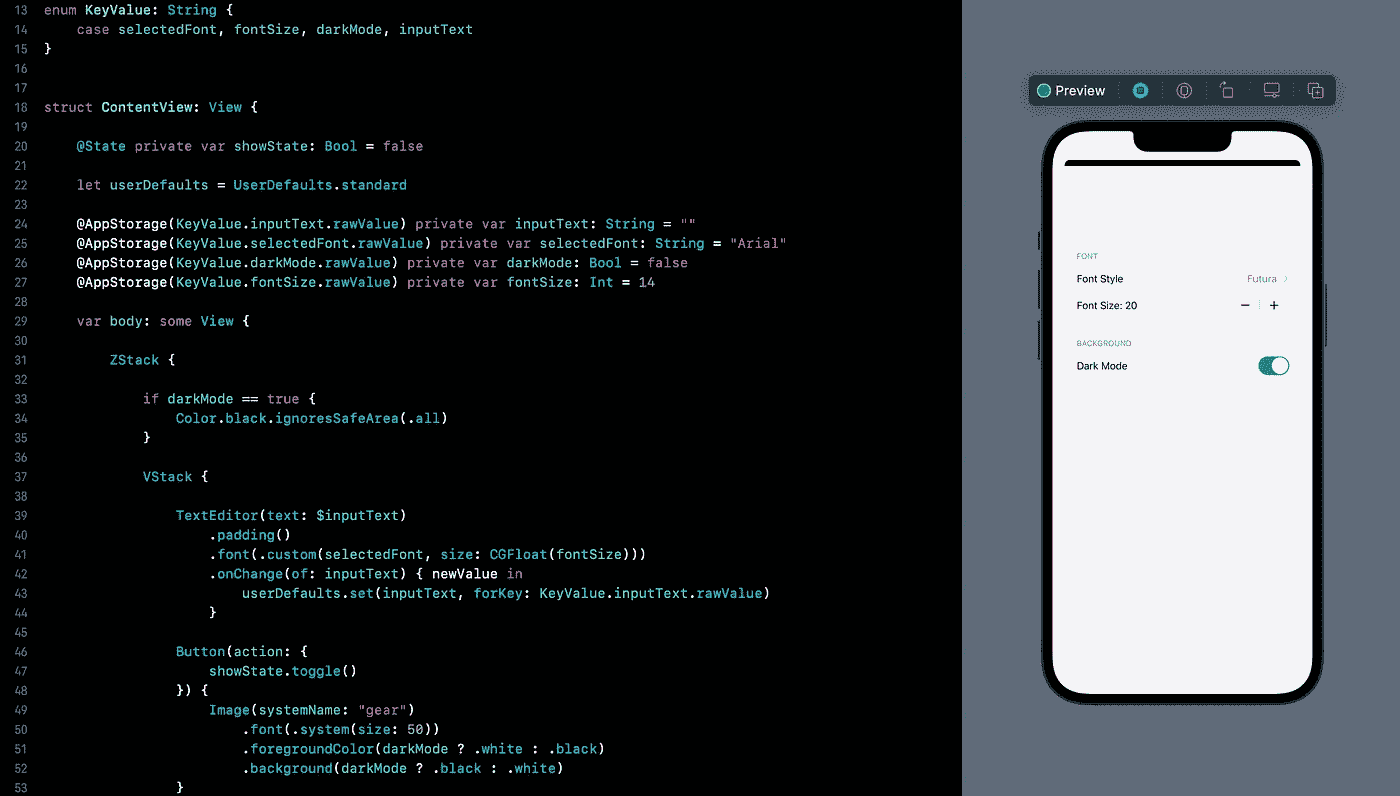 13 enum KeyValue: String {
14     case selectedFont, fontSize, darkMode, inputText
15 }
16
17
18 struct ContentView: View {
19
20     @State private var showState: Bool = false
21
22     let userDefaults = UserDefaults.standard
23
24     @AppStorage(KeyValue.inputText.rawValue) private var inputText: String = ""
25     @AppStorage(KeyValue.selectedFont.rawValue) private var selectedFont: String = "Arial"
26     @AppStorage(KeyValue.darkMode.rawValue) private var darkMode: Bool = false
27     @AppStorage(KeyValue.fontSize.rawValue) private var fontSize: Int = 14
28
29     var body: some View {
30
31         ZStack {
32
33             if darkMode == true {
34                 Color.black.ignoresSafeArea(.all)
35             }
36
37             VStack {
38
39                 TextEditor(text: $inputText)
40                     .padding()
41                     .font(.custom(selectedFont, size: CGFloat(fontSize)))
42                     .onChange(of: inputText) { newValue in
43                         userDefaults.set(inputText, forKey: KeyValue.inputText.rawValue)
44                     }
45
46                 Button(action: {
47                     showState.toggle()
48                 }) {
49                     Image(systemName: "gear")
50                         .font(.system(size: 50))
51                         .foregroundColor(darkMode ? .white : .black)
52                         .background(darkMode ? .black : .white)
53                 }
Preview
FONT
Font Style Futura
Font Size: 20 − +
BACKGROUND
Dark Mode